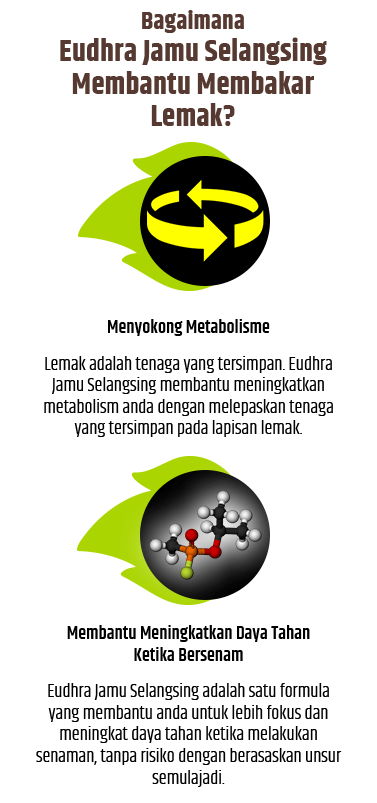 Bagaimana
Eudhra Jamu Selangsing
Membantu Membakar
Lemak?
Menyokong Metabolisme
Lemak adalah tenaga yang tersimpan. Eudhra
Jamu Selangsing membantu meningkatkan
metabolism anda dengan melepaskan tenaga
yang tersimpan pada lapisan lemak.
Membantu Meningkatkan Daya Tahan
Ketika Bersenam
Eudhra Jamu Selangsing adalah satu formula
yang membantu anda untuk lebih fokus dan
meningkat daya tahan ketika melakukan
senaman, tanpa risiko dengan berasaskan unsur
semulajadi.